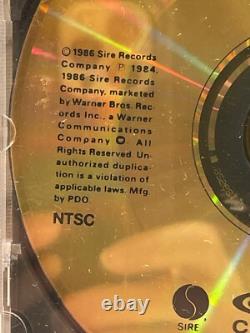 © 1986 Sire Records
Company ℗ 1984,
1986 Sire Records
Company, marketed
by Warner Bros. Rec-
ords Inc., a Warner
Communications
Company. All
Rights Reserved. Un-
authorized duplica-
tion is a violation of
applicable laws. Mfg.
by PDO.
NTSC
SIRE
ebay